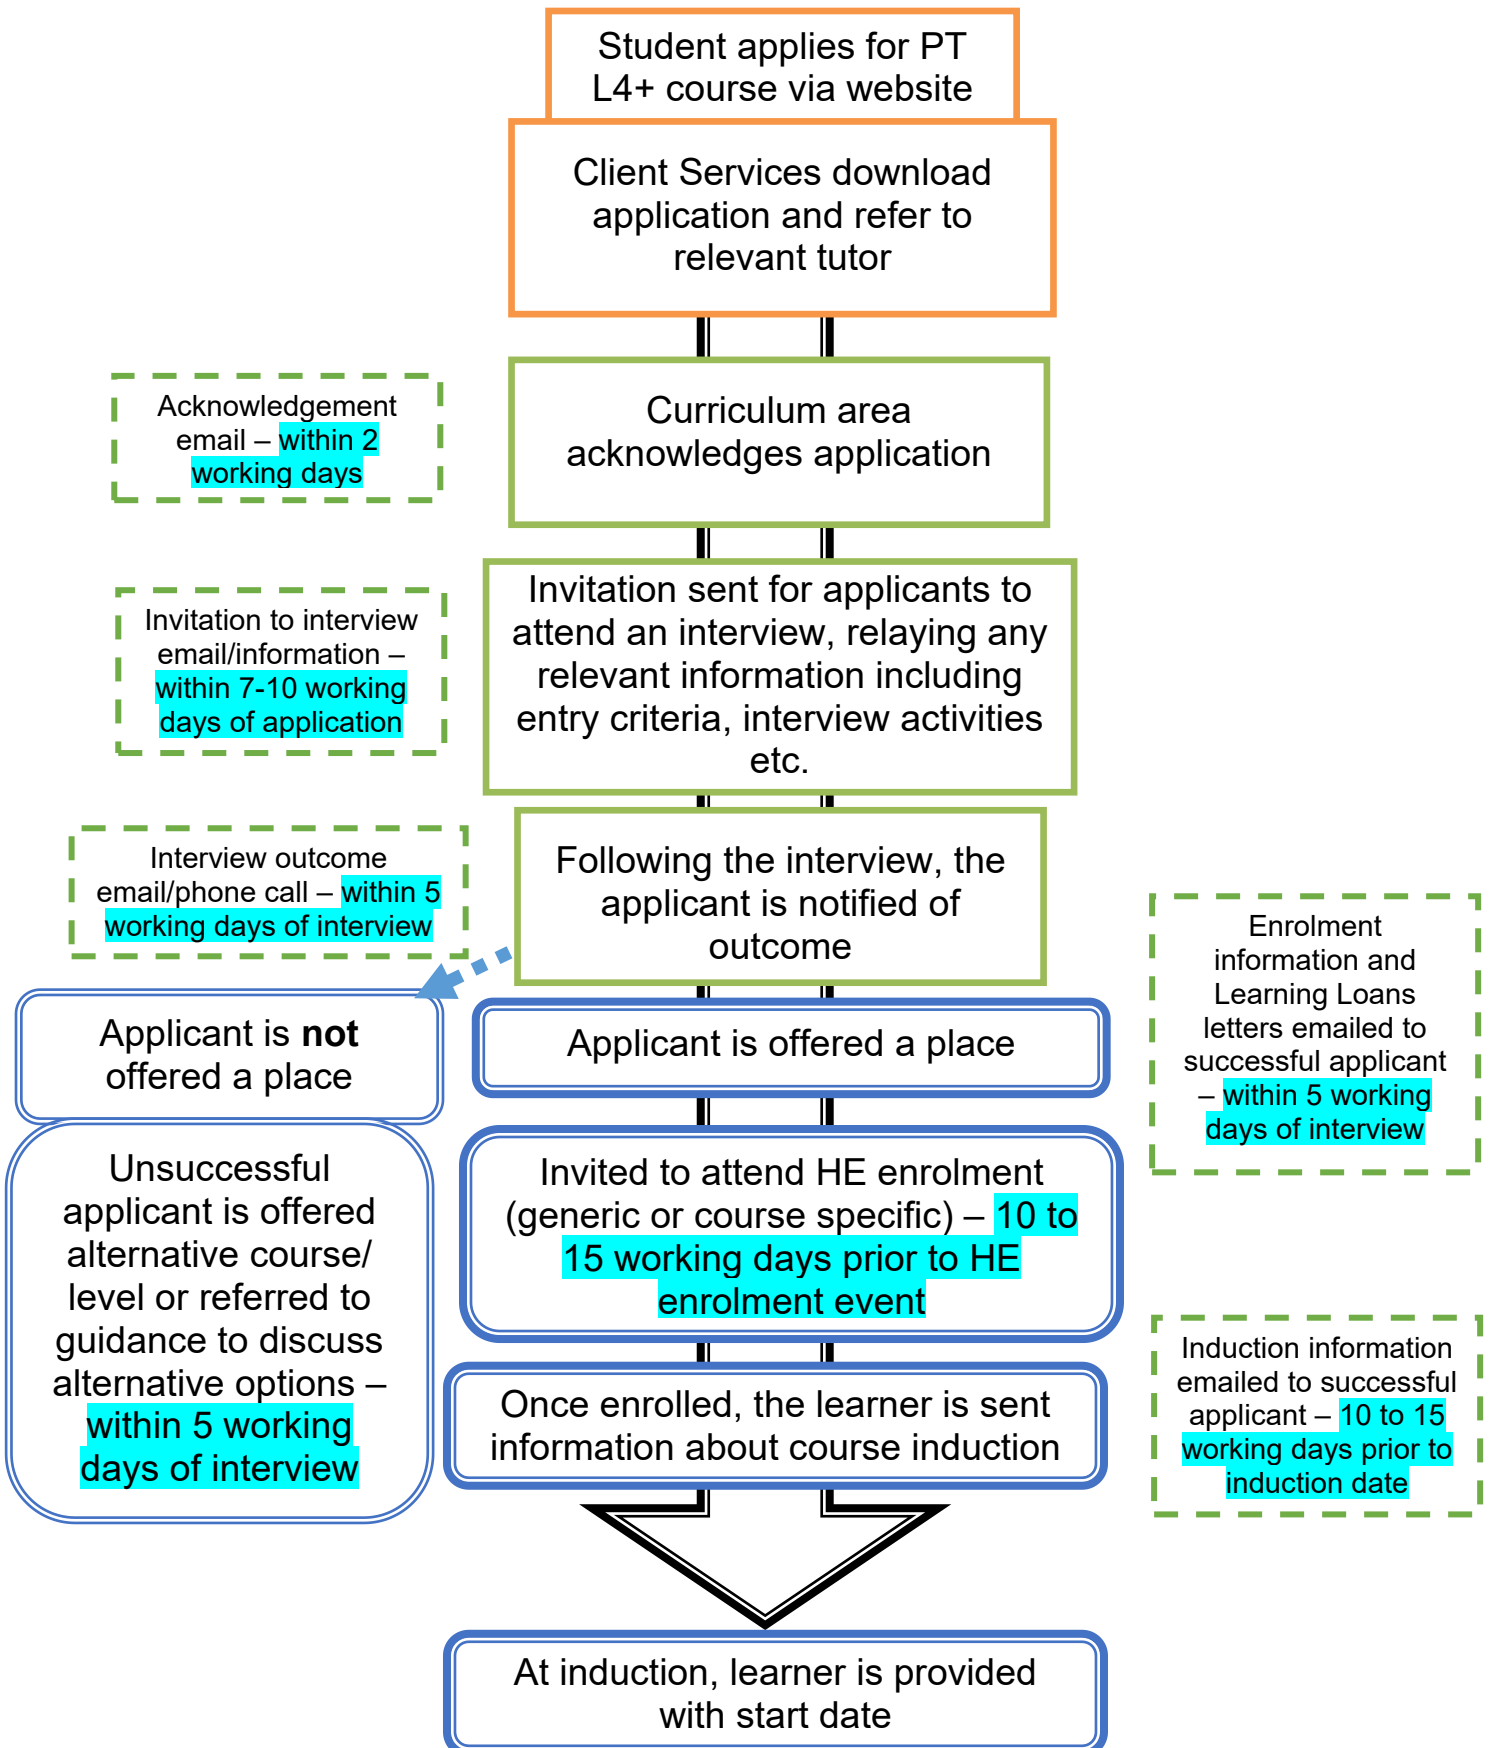 Student applies for PT
L4+ course via website
Client Services download
application and refer to
relevant tutor
Curriculum area
acknowledges application
Acknowledgement
email – within 2
working days
Invitation sent for applicants to
attend an interview, relaying any
relevant information including
entry criteria, interview activities
etc.
Invitation to interview
email/information –
within 7-10 working
days of application
Following the interview, the
applicant is notified of
outcome
Interview outcome
email/phone call – within 5
working days of interview
Applicant is not
offered a place
Unsuccessful
applicant is offered
alternative course/
level or referred to
guidance to discuss
alternative options –
within 5 working
days of interview
Applicant is offered a place
Enrolment
information and
Learning Loans
letters emailed to
successful applicant
– within 5 working
days of interview
Invited to attend HE enrolment
(generic or course specific) – 10 to
15 working days prior to HE
enrolment event
Once enrolled, the learner is sent
information about course induction
Induction information
emailed to successful
applicant – 10 to 15
working days prior to
induction date
At induction, learner is provided
with start date